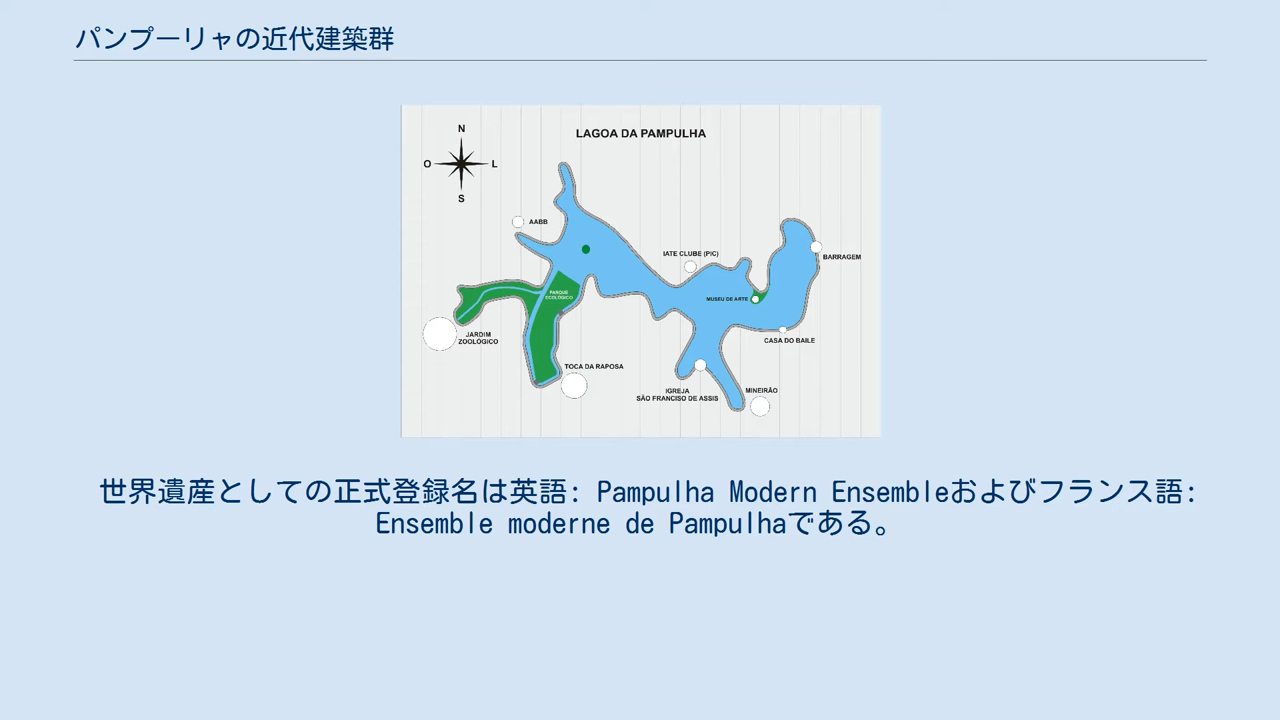 パンプーリャの近代建築群
LAGOA DA PAMPULHA
N
O
L
S
AABB
IATE CLUBE (PIC)
BARRAGEM
PARQUE
ECOLÓGICO
MUSEU DE ARTE
JARDIM
ZOOLÓGICO
CASA DO BAILE
TOCA DA RAPOSA
IGREJA
SÃO FRANCISO DE ASSIS
MINEIRÃO
世界遺産としての正式登録名は英語: Pampulha Modern Ensembleおよびフランス語:
Ensemble moderne de Pampulhaである。